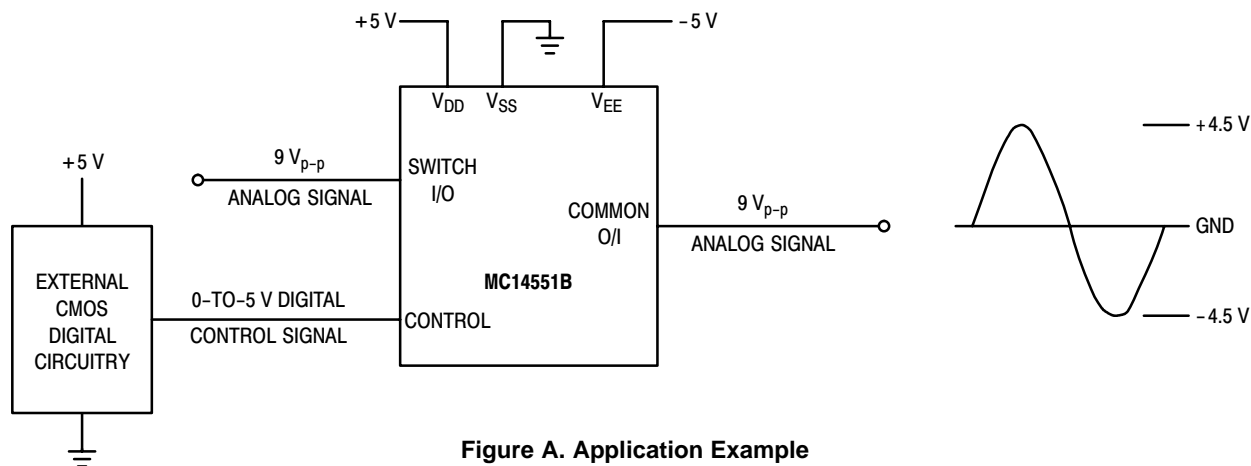 +5 V
−5 V
V_DD
V_SS
V_EE
+4.5 V
+5 V
9 V_p–p
ANALOG SIGNAL
SWITCH
I/O
COMMON
O/I
9 V_p–p
ANALOG SIGNAL
GND
EXTERNAL
CMOS
DIGITAL
CIRCUITRY
0–TO–5 V DIGITAL
CONTROL SIGNAL
MC14551B
CONTROL
−4.5 V
Figure A. Application Example